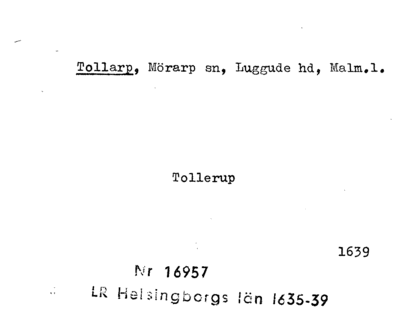 Tollarp, Mörarp sn, Luggude hd, Malm.l.
Tollerup
1639
Nr 16957
LR Helsingborgs län 1635-39